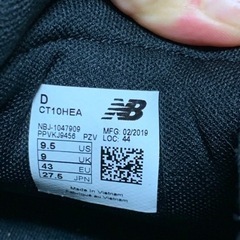 D
CT10HEA
NB
NBJ-1047909
PPVKJ9456 PZV
MFG: 02/2019
LOC: 44
9.5 US
9 UK
43 EU
27.5 JPN
Made in Vietnam